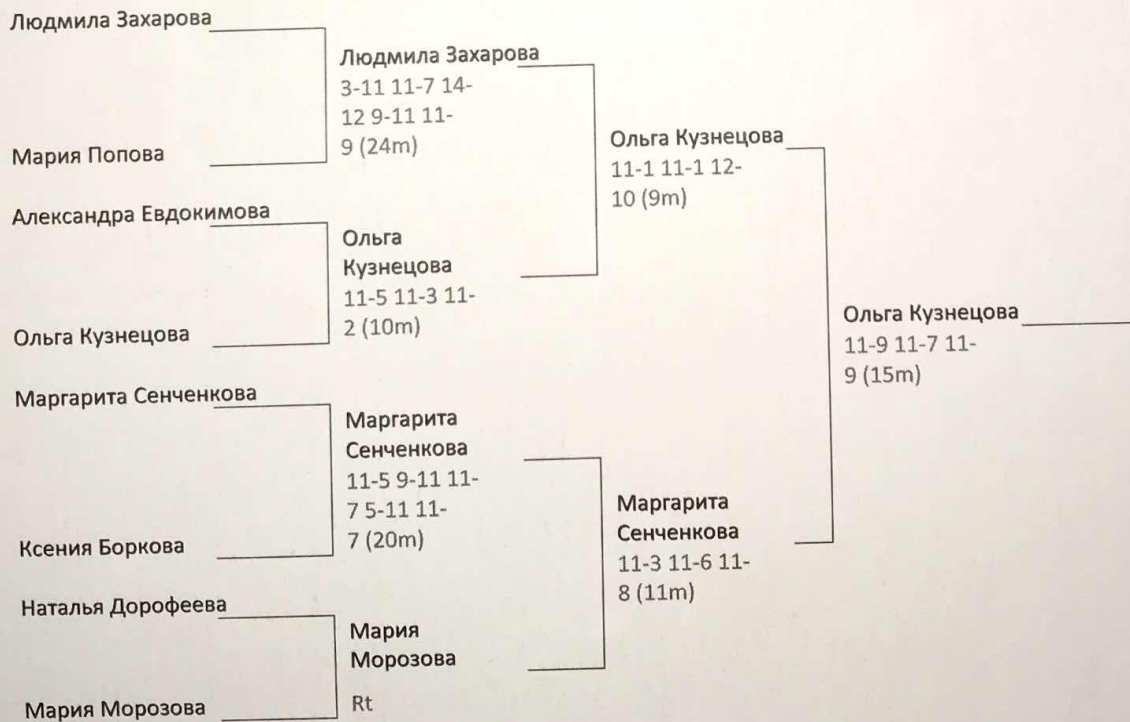 Людмила Захарова
Мария Попова
Александра Евдокимова
Ольга Кузнецова
Маргарита Сенченкова
Ксения Боркова
Наталья Дорофеева
Мария Морозова
Людмила Захарова
3-11 11-7 14-
12 9-11 11-
9 (24m)
Ольга
Кузнецова
11-5 11-3 11-
2 (10m)
Маргарита
Сенченкова
11-5 9-11 11-
7 5-11 11-
7 (20m)
Мария
Морозова
Rt
Ольга Кузнецова
11-1 11-1 12-
10 (9m)
Маргарита
Сенченкова
11-3 11-6 11-
8 (11m)
Ольга Кузнецова
11-9 11-7 11-
9 (15m)